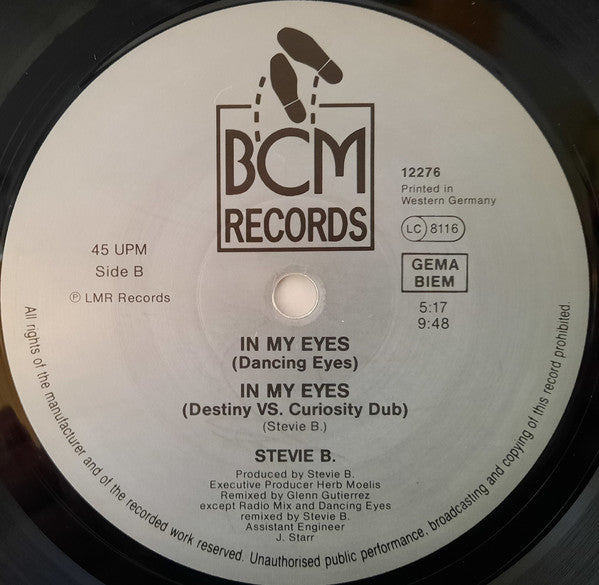 BCM
RECORDS
12276
Printed in
Western Germany
LC 8116
GEMA
BIEM
5:17
9:48
45 UPM
Side B
Ⓟ LMR Records
IN MY EYES
(Dancing Eyes)
IN MY EYES
(Destiny VS. Curiosity Dub)
(Stevie B.)
STEVIE B.
Produced by Stevie B.
Executive Producer Herb Moelis
Remixed by Glenn Gutierrez
except Radio Mix and Dancing Eyes
remixed by Stevie B.
Assistant Engineer
J. Starr
All rights of the manufacturer and of the recorded work reserved. Unauthorised public performance, broadcasting and copying of this record prohibited.